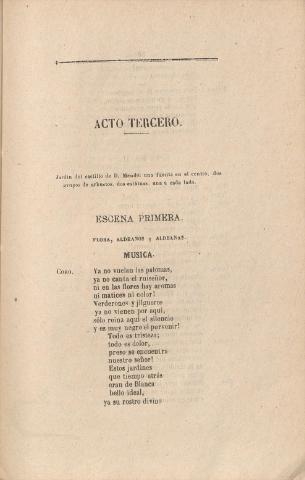 ACTO TERCERO.
Jardin del castillo de D. Mendo: una fuente en el centro, dos
grupos de arbustos, dos estátuas, una á cada lado.
ESCENA PRIMERA.
FLORA, ALDEANOS y ALDEANAS.
MUSICA.
CORO. Ya no vuelan las palomas,
ya no canta el ruiseñor,
ni en las flores hay aromas
ni matices ni color!
Verderones y jilgueros
ya no vienen por aquí,
sólo reina aquí el silencio
y es muy negro el porvenir!
Todo es tristeza;
todo es dolor,
preso se encuentra
nuestro señor!
Estos jardines
que tiempo atrás
eran de Blanca
bello ideal,
ya su rostro divino